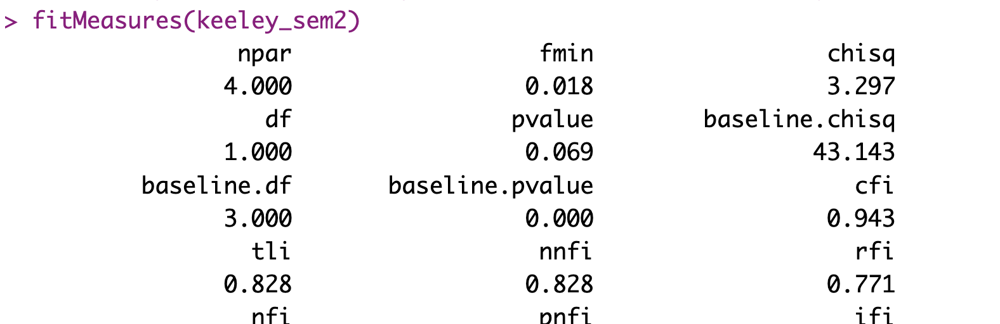 > fitMeasures(keeley_sem2)
npar fmin chisq
4.000 0.018 3.297
df pvalue baseline.chisq
1.000 0.069 43.143
baseline.df baseline.pvalue cfi
3.000 0.000 0.943
tli nnfi rfi
0.828 0.828 0.771
nfi pnfi ifi